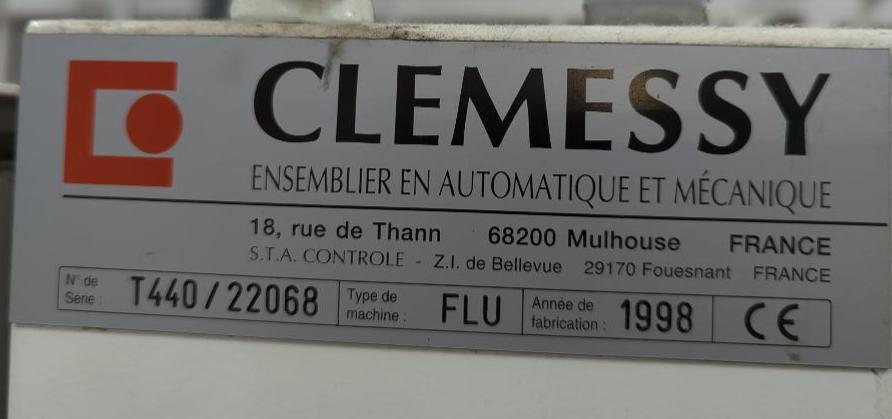 CLEMESSY
ENSEMBLIER EN AUTOMATIQUE ET MÉCANIQUE
18, rue de Thann 68200 Mulhouse FRANCE
S.T.A. CONTROLE - Z.I. de Bellevue 29170 Fouesnant FRANCE
N° de Série : T440/22068 Type de machine : FLU Année de fabrication : 1998 CE